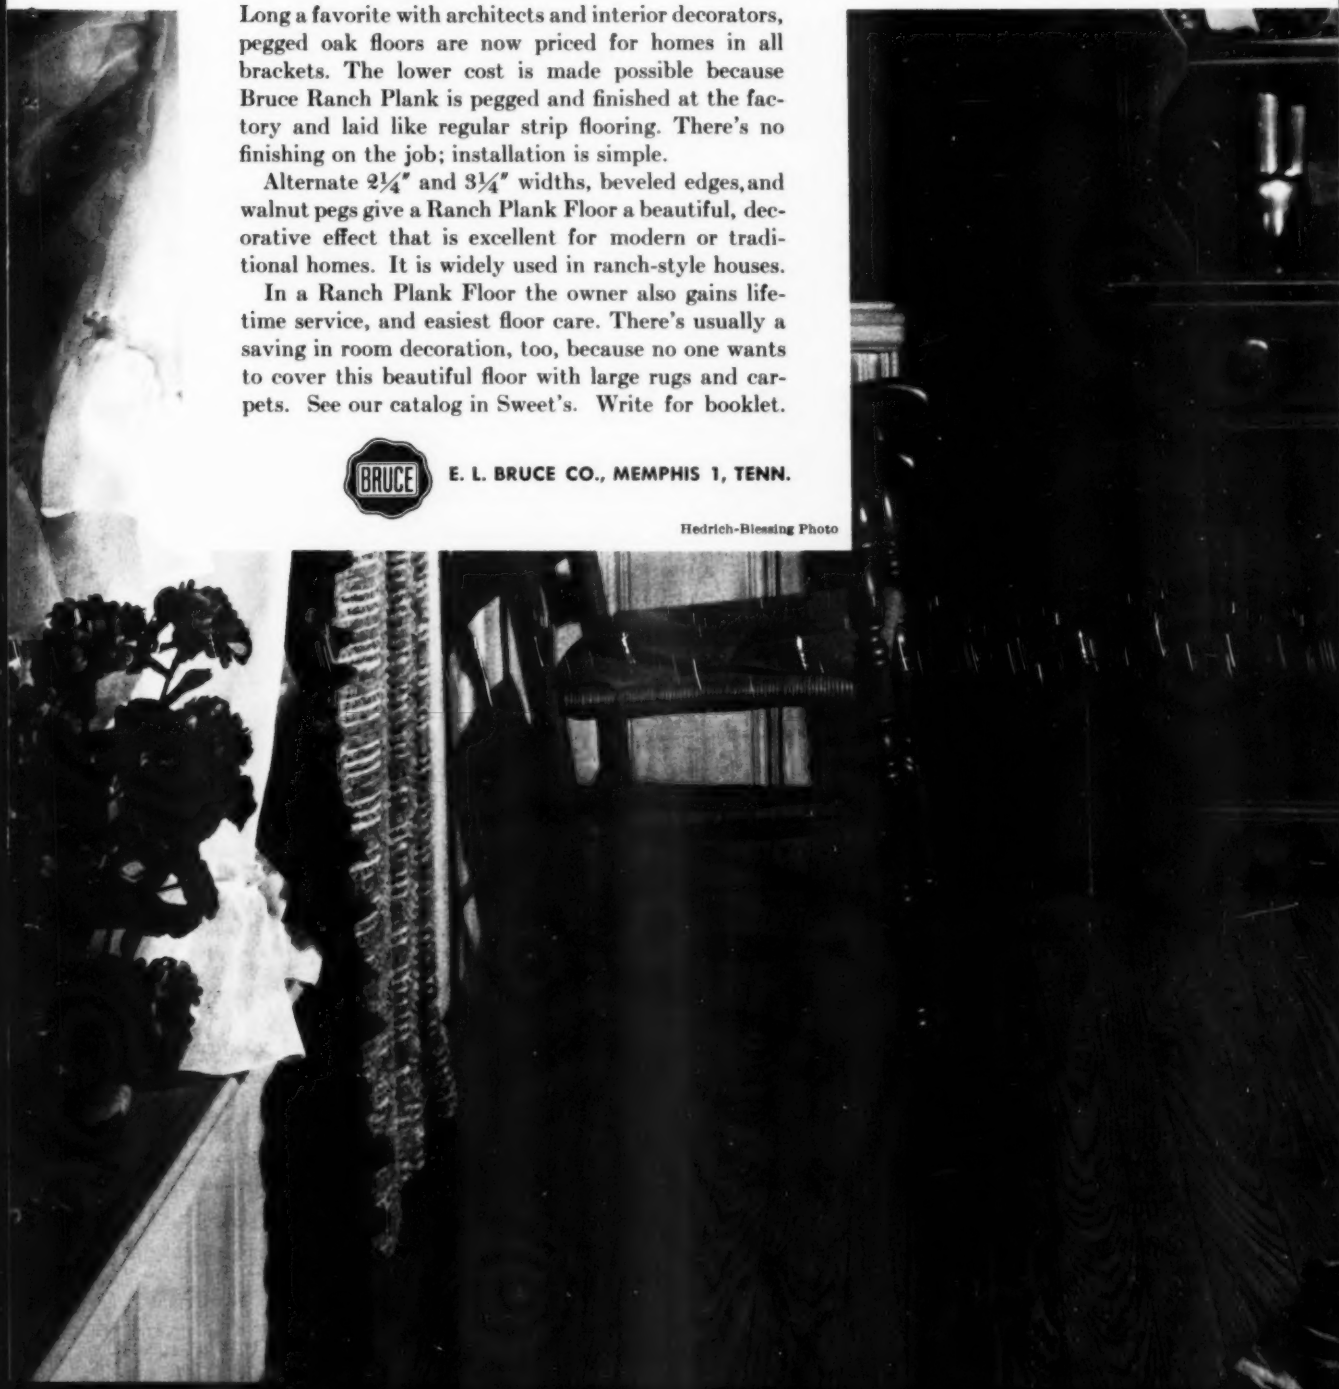 Long a favorite with architects and interior decorators,
pegged oak floors are now priced for homes in all
brackets. The lower cost is made possible because
Bruce Ranch Plank is pegged and finished at the fac-
tory and laid like regular strip flooring. There's no
finishing on the job; installation is simple.
Alternate 2¼" and 3¼" widths, beveled edges, and
walnut pegs give a Ranch Plank Floor a beautiful, dec-
orative effect that is excellent for modern or tradi-
tional homes. It is widely used in ranch-style houses.
In a Ranch Plank Floor the owner also gains life-
time service, and easiest floor care. There's usually a
saving in room decoration, too, because no one wants
to cover this beautiful floor with large rugs and car-
pets. See our catalog in Sweet's. Write for booklet.
BRUCE E. L. BRUCE CO., MEMPHIS 1, TENN.
Hedrich-Blessing Photo